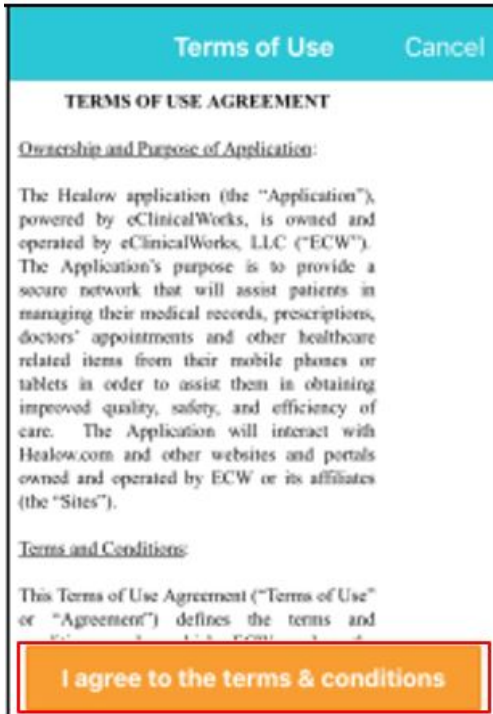 Terms of Use Cancel
TERMS OF USE AGREEMENT
Ownership and Purpose of Application:
The Healow application (the “Application”),
powered by eClinicalWorks, is owned and
operated by eClinicalWorks, LLC (“ECW”).
The Application’s purpose is to provide a
secure network that will assist patients in
managing their medical records, prescriptions,
doctors’ appointments and other healthcare
related items from their mobile phones or
tablets in order to assist them in obtaining
improved quality, safety, and efficiency of
care. The Application will interact with
Healow.com and other websites and portals
owned and operated by ECW or its affiliates
(the “Sites”).
Terms and Conditions:
This Terms of Use Agreement (“Terms of Use”
or “Agreement”) defines the terms and
I agree to the terms & conditions